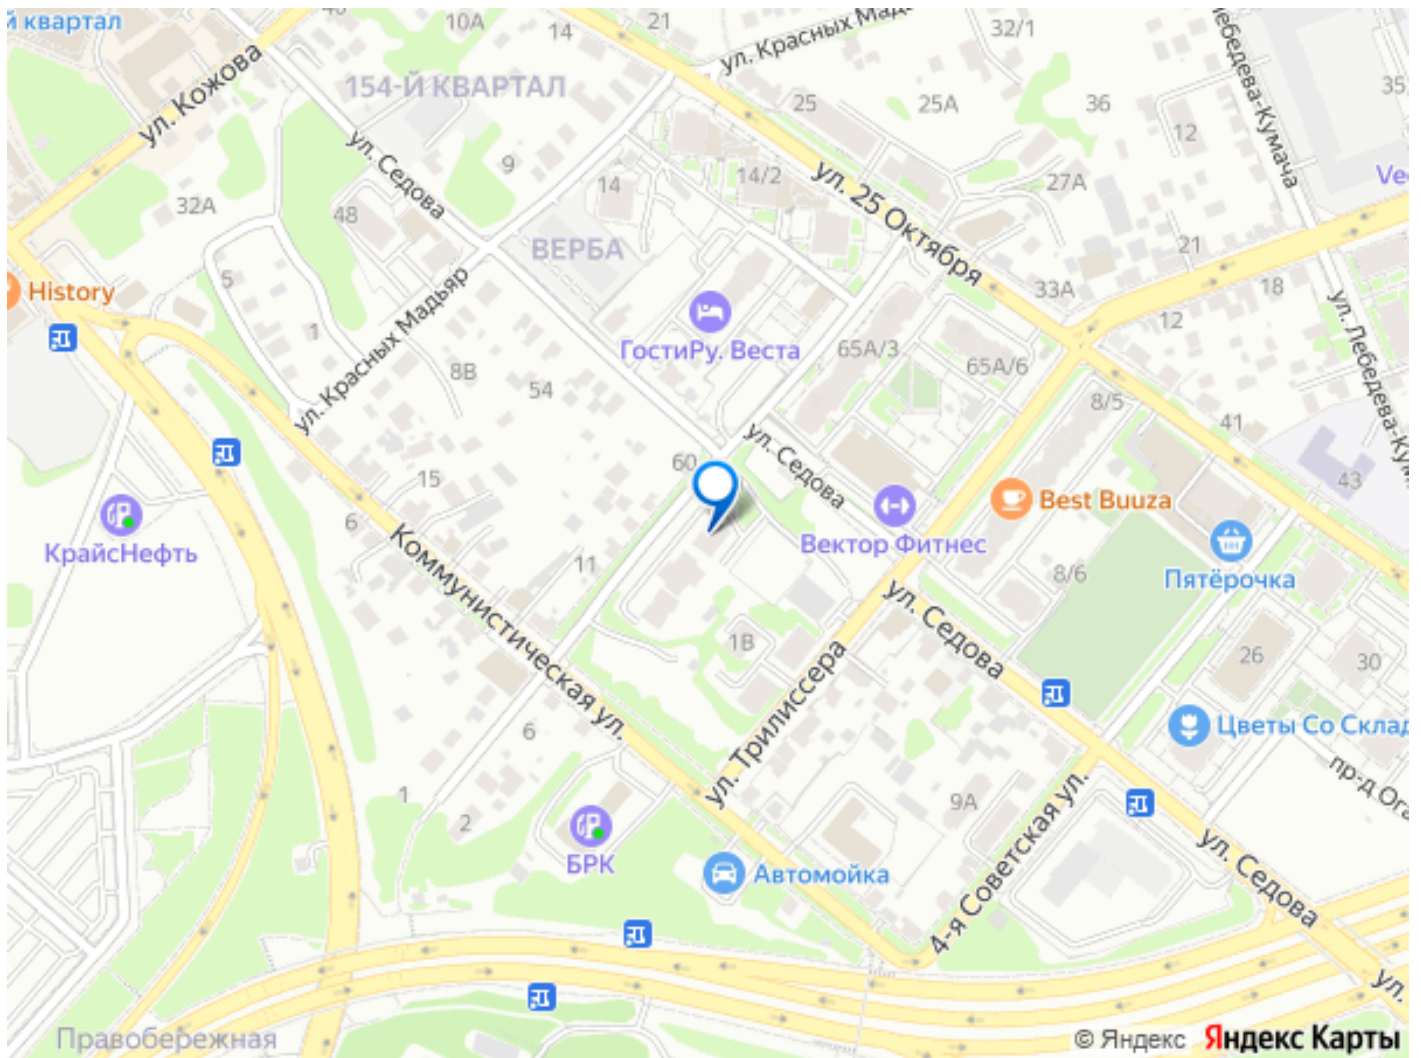 й квартал
10А
21
14
32/1
ул. Красных Мадь
Лебедева-Кумача
ул. Кожова
154-Й КВАРТАЛ
25
25А
36
35
12
ул. Седова
9
14
14/2
ул. 25 Октября
27А
Ve
32А
48
ВЕРБА
21
5
History
33А
18
1
ул. Красных Мадьяр
12
ул. Лебедева-Кум
ГостиРу. Веста
65А/3
65А/6
8В
54
8/5
41
ул. Седова
60
15
43
6
Best Buuza
КрайсНефть
Вектор Фитнес
Коммунистическая ул.
11
8/6
Пятёрочка
ул. Седова
1В
26
30
ул. Трилиссера
6
Цветы Со Склад
пр-д Ога
1
2
9А
4-я Советская ул.
БРК
Автомойка
ул. Седова
ул.
Правобережная
© Яндекс Яндекс Карты